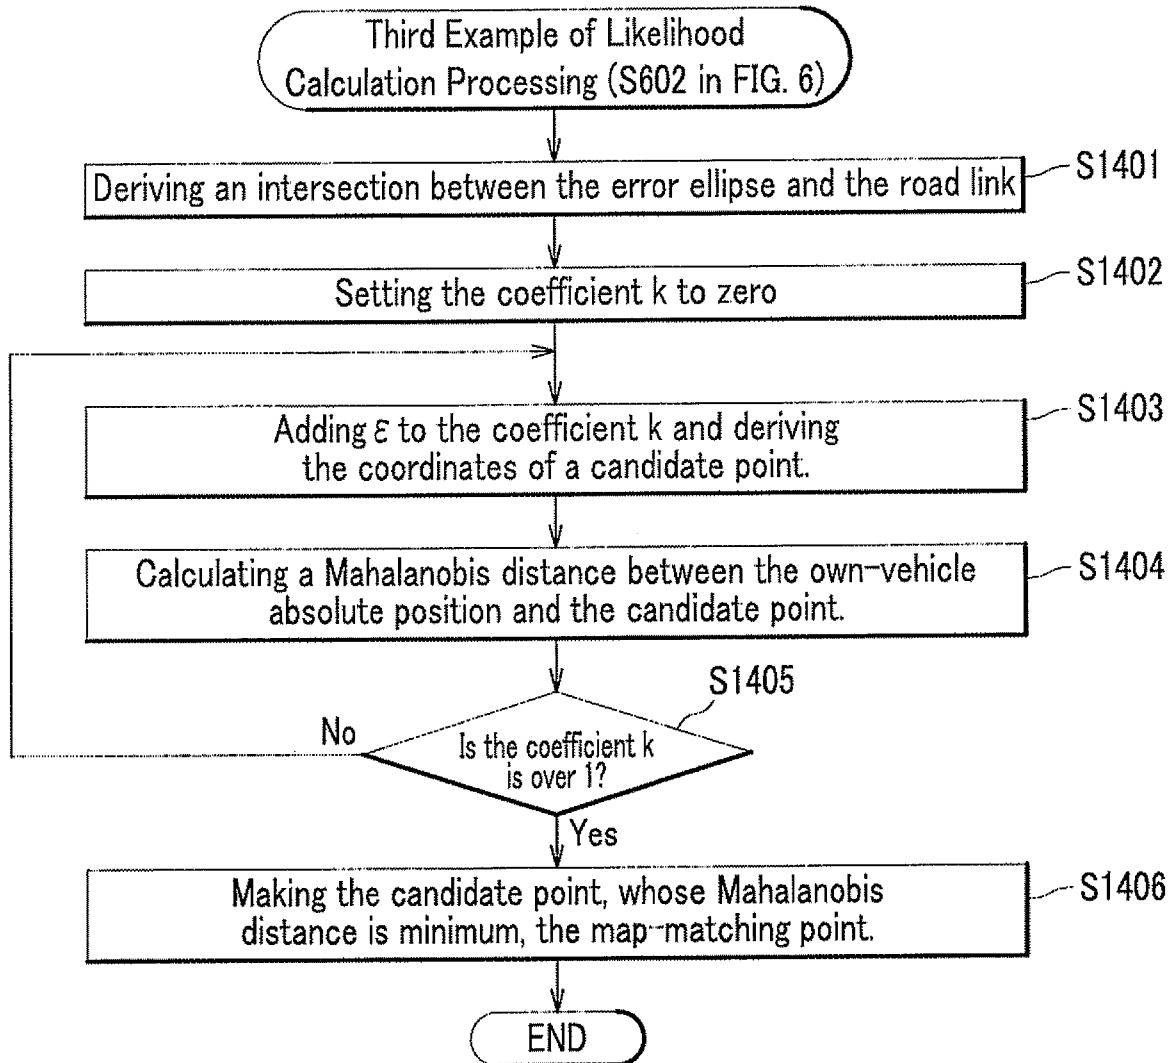 Third Example of Likelihood
Calculation Processing (S602 in FIG. 6)
Deriving an intersection between the error ellipse and the road link
S1401
Setting the coefficient k to zero
S1402
Adding ε to the coefficient k and deriving
the coordinates of a candidate point.
S1403
Calculating a Mahalanobis distance between the own-vehicle
absolute position and the candidate point.
S1404
S1405
No
Is the coefficient k
is over 1?
Yes
Making the candidate point, whose Mahalanobis
distance is minimum, the map-matching point.
S1406
END